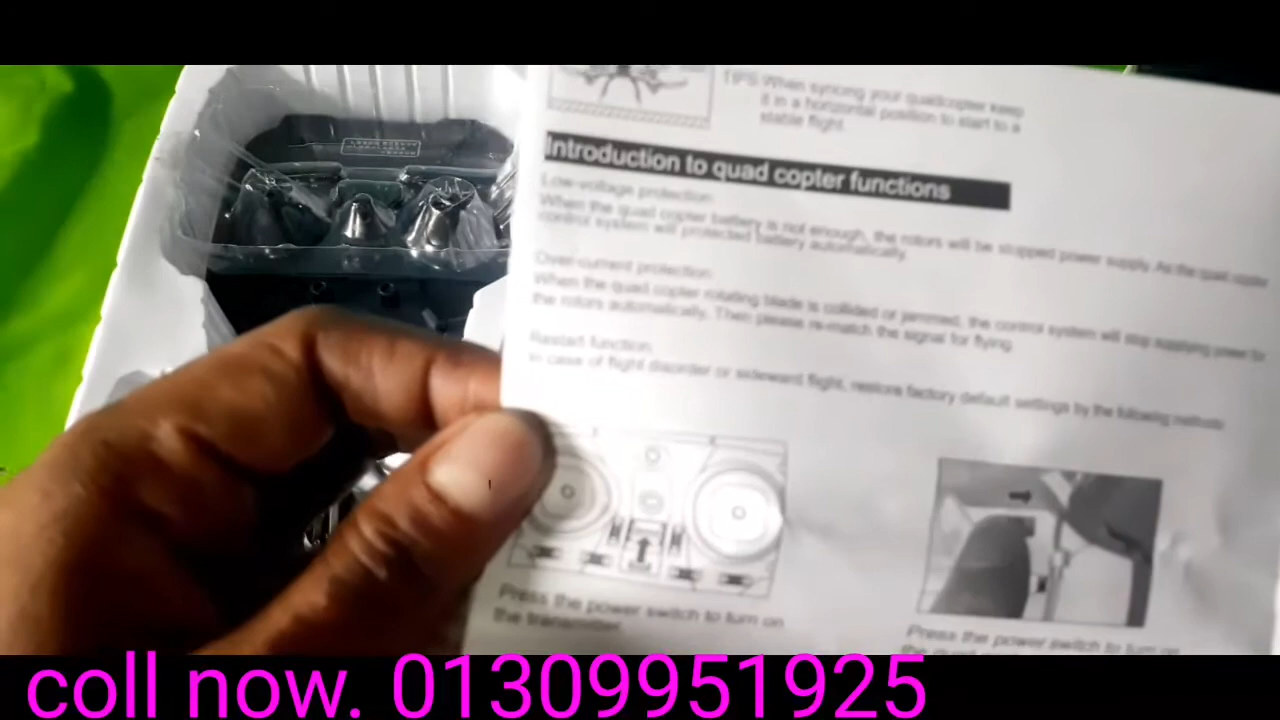 TIPS:When syncing your quadcopter keep
it in a horizontal position to start to a
stable flight.
Introduction to quad copter functions
Low-voltage protection
When the quad copter battery is not enough, the rotors will be stopped power supply. As the quad copter
control system will protected battery automatically.
Over-current protection
When the quad copter rotating blade is collided or jammed, the control system will stop supplying power for
the rotors automatically. Then please re-match the signal for flying.
Restart function
In case of flight disorder or sideward flight, restore factory default settings by the following methods
Press the power switch to turn on
the transmitter
Press the power switch to turn on
coll now. 01309951925